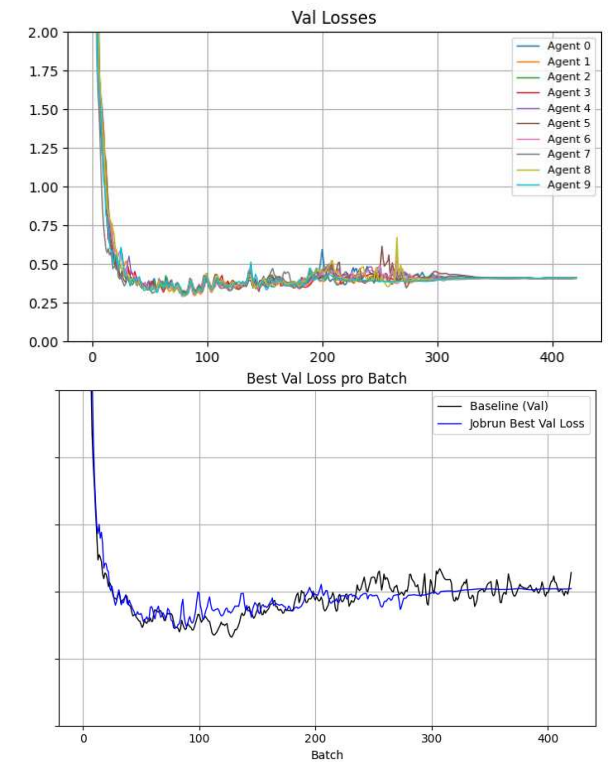 Val Losses
2.00
1.75
1.50
1.25
1.00
0.75
0.50
0.25
0.00
Agent 0
Agent 1
Agent 2
Agent 3
Agent 4
Agent 5
Agent 6
Agent 7
Agent 8
Agent 9
0 100 200 300 400
Best Val Loss pro Batch
Baseline (Val)
Jobrun Best Val Loss
0 100 200 300 400
Batch